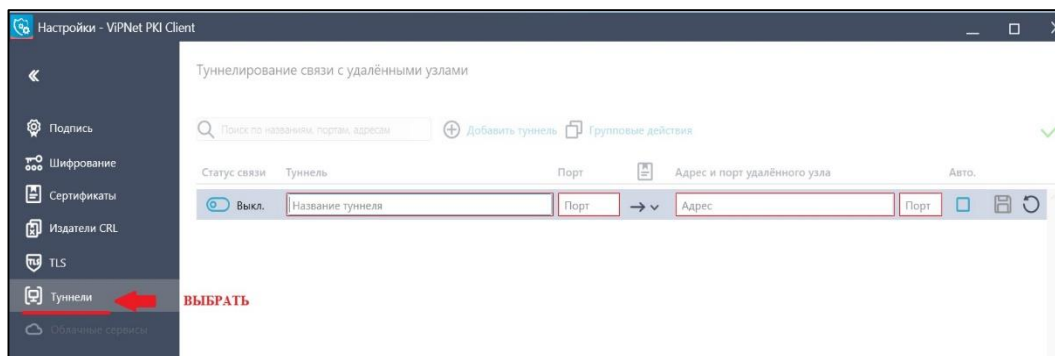 Настройки - ViPNet PKI Client
Туннелирование связи с удалёнными узлами
Подпись
Поиск по названиям, портам, адресам
Добавить туннель
Групповые действия
Шифрование
Статус связи Туннель Порт Адрес и порт удалённого узла Авто.
Сертификаты
Выкл. Название туннеля Порт Адрес Порт
Издатели CRL
TLS
Туннели
ВЫБРАТЬ
Облачные сервисы